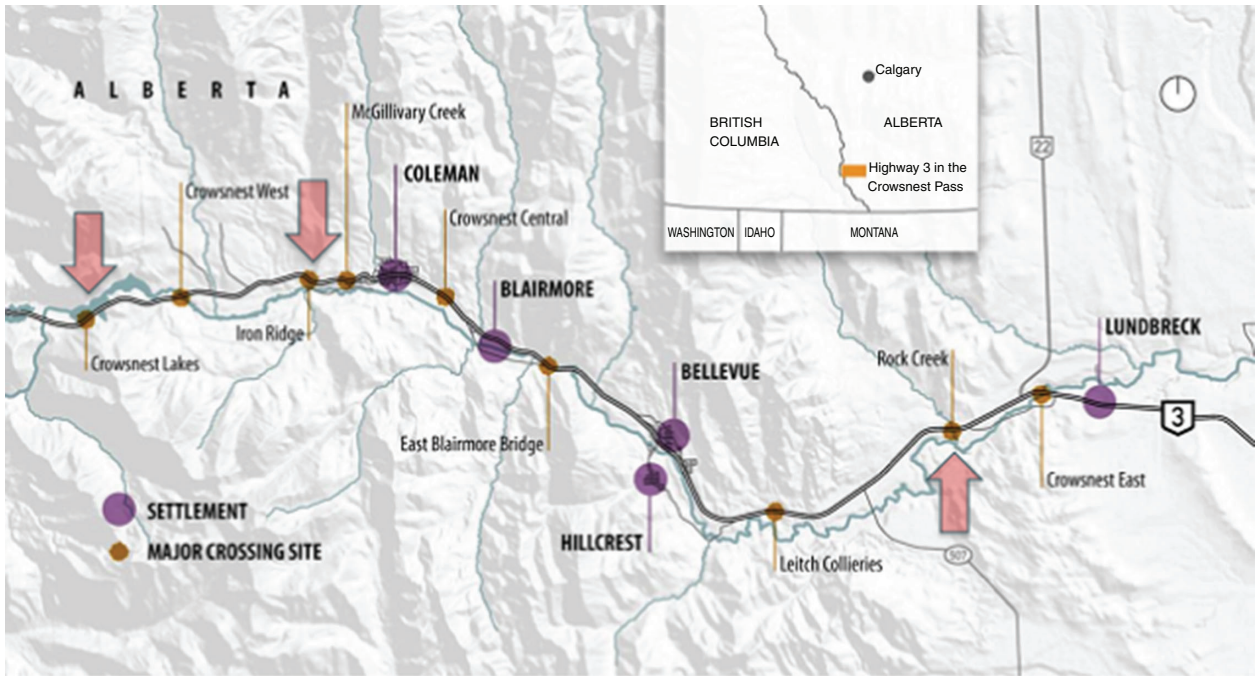 ALBERTA
McGillivary Creek
COLEMAN
Crowsnest West
Crowsnest Central
BLAIRMORE
Iron Ridge
Crowsnest Lakes
East Blairmore Bridge
BELLEVUE
HILLCREST
Leitch Collieries
Rock Creek
LUNDBRECK
Crowsnest East
22
3
507
SETTLEMENT
MAJOR CROSSING SITE
Calgary
BRITISH
COLUMBIA
ALBERTA
Highway 3 in the
Crowsnest Pass
WASHINGTON
IDAHO
MONTANA